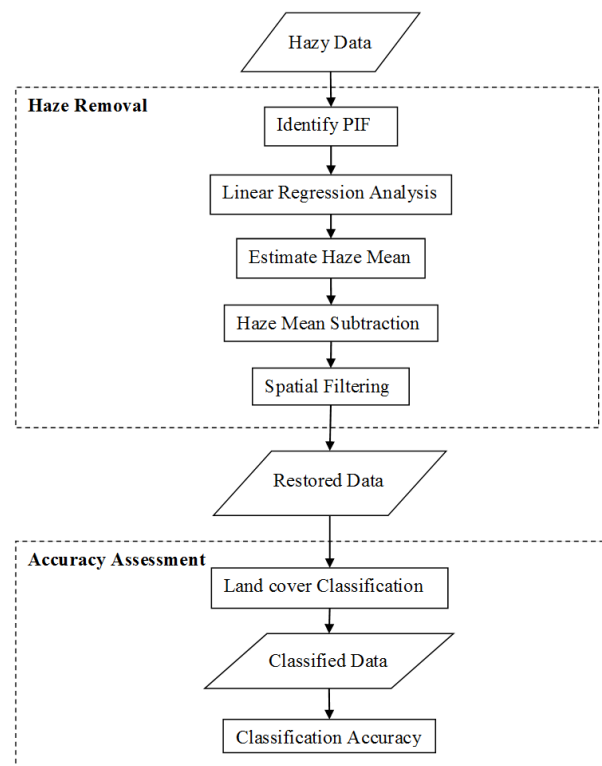 Hazy Data
Haze Removal
Identify PIF
Linear Regression Analysis
Estimate Haze Mean
Haze Mean Subtraction
Spatial Filtering
Restored Data
Accuracy Assessment
Land cover Classification
Classified Data
Classification Accuracy